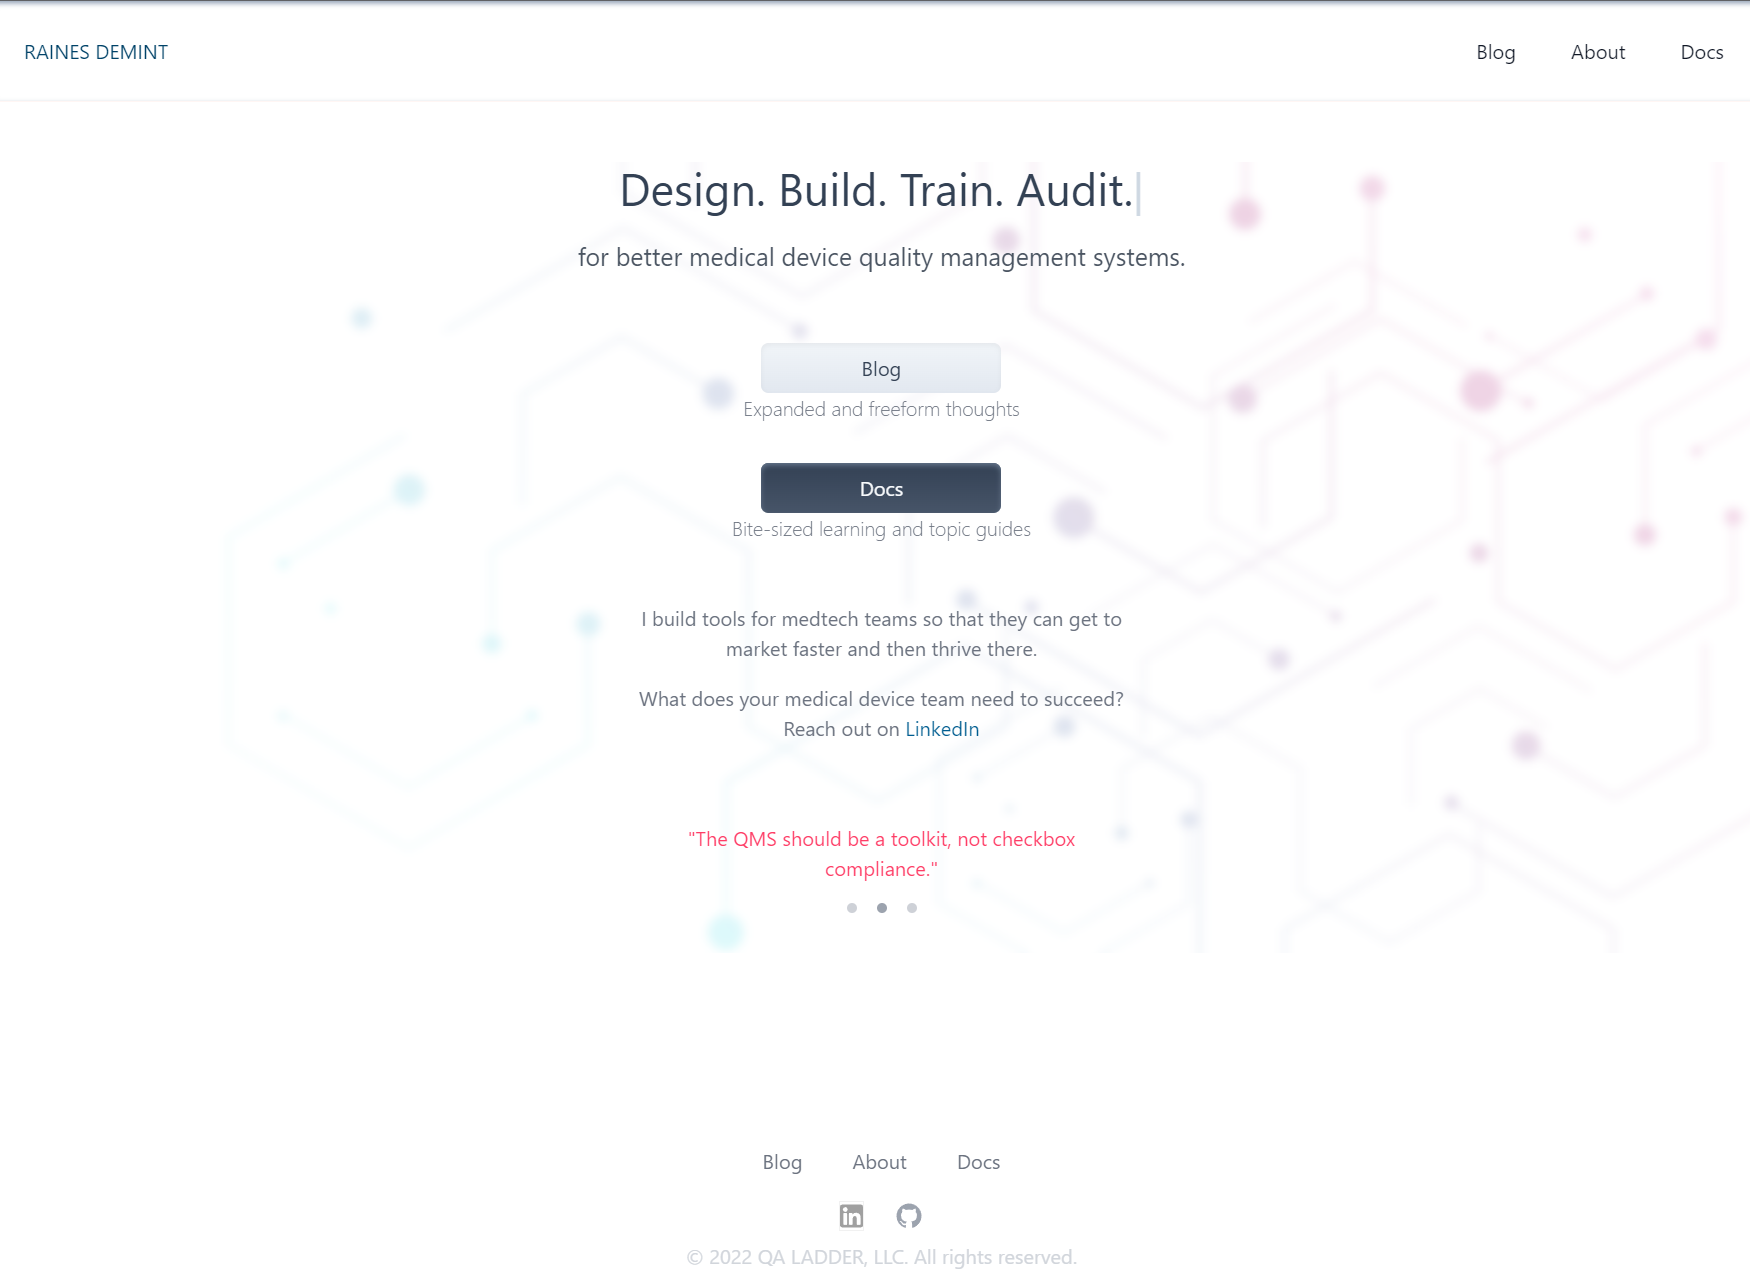 RAINES DEMINT
Blog About Docs
Design. Build. Train. Audit.
for better medical device quality management systems.
Blog
Expanded and freeform thoughts
Docs
Bite-sized learning and topic guides
I build tools for medtech teams so that they can get to
market faster and then thrive there.
What does your medical device team need to succeed?
Reach out on LinkedIn
"The QMS should be a toolkit, not checkbox
compliance."
Blog About Docs
in
© 2022 QA LADDER, LLC. All rights reserved.